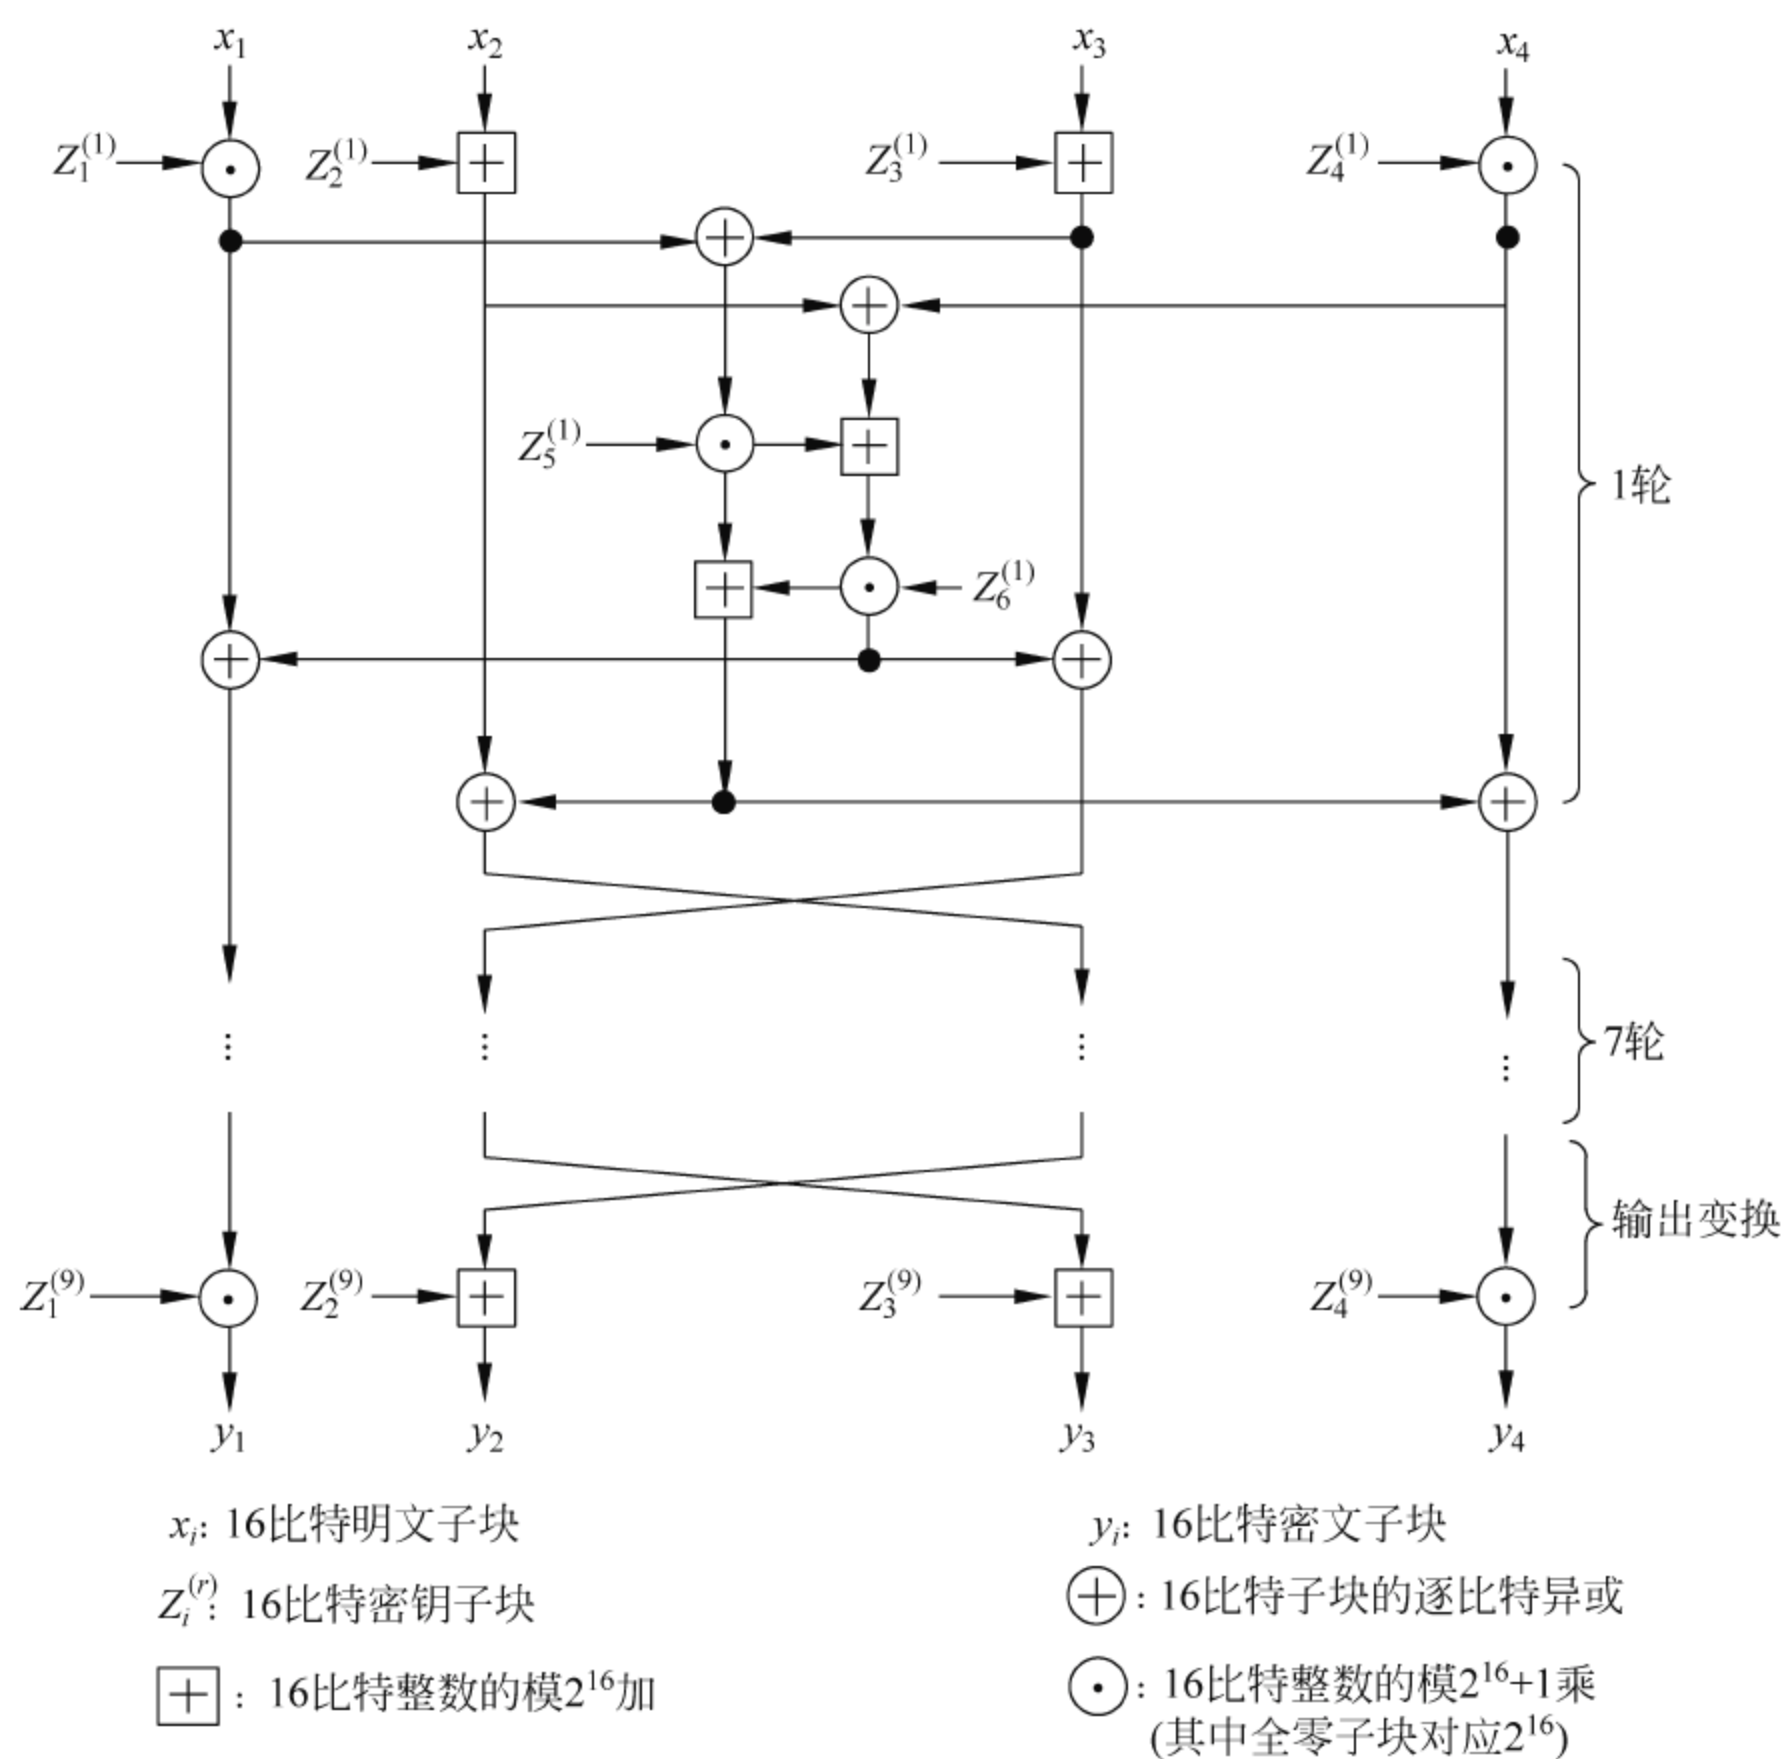 x₁ x₂ x₃ x₄
Z₁⁽¹⁾ Z₂⁽¹⁾ Z₃⁽¹⁾ Z₄⁽¹⁾
Z₅⁽¹⁾
1轮
Z₆⁽¹⁾
7轮
输出变换
Z₁⁽⁹⁾ Z₂⁽⁹⁾ Z₃⁽⁹⁾ Z₄⁽⁹⁾
y₁ y₂ y₃ y₄
xᵢ: 16比特明文子块 yᵢ: 16比特密文子块
Zᵢ⁽ʳ⁾: 16比特密钥子块 ⊕: 16比特子块的逐比特异或
⊞: 16比特整数的模2¹⁶加 ⊙: 16比特整数的模2¹⁶+1乘
(其中全零子块对应2¹⁶)